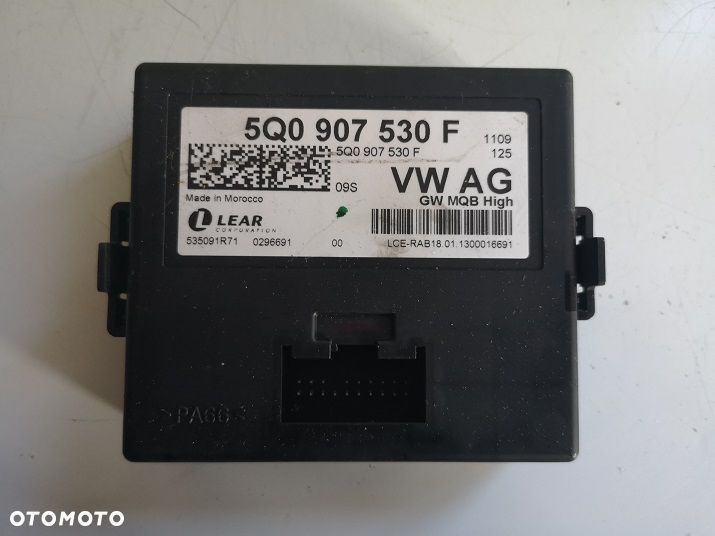 5Q0 907 530 F
5Q0 907 530 F
1109
125
09S
VW AG
GW MQB High
Made in Morocco
LEAR
CORPORATION
535091R71 0296691 00 LCE-RAB18 01.1300016691
>PA66<
OTOMOTO